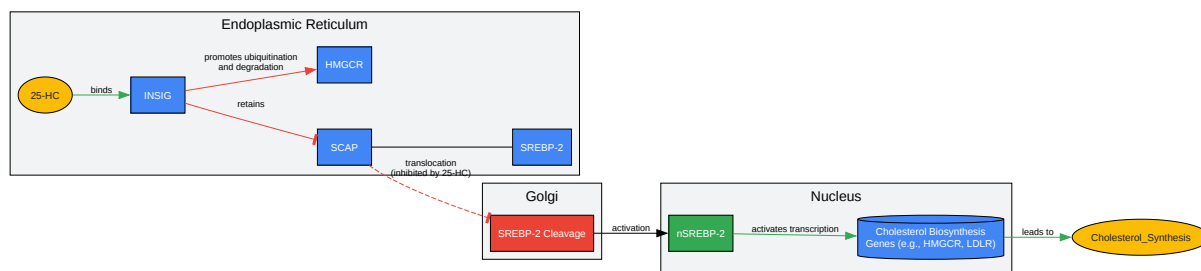 Endoplasmic Reticulum
promotes ubiquitination
and degradation
HMGCR
25-HC
binds
INSIG
retains
SCAP
SREBP-2
translocation
(inhibited by 25-HC)
Golgi
SREBP-2 Cleavage
activation
Nucleus
nSREBP-2
activates transcription
Cholesterol Biosynthesis
Genes (e.g., HMGCR, LDLR)
leads to
Cholesterol_Synthesis